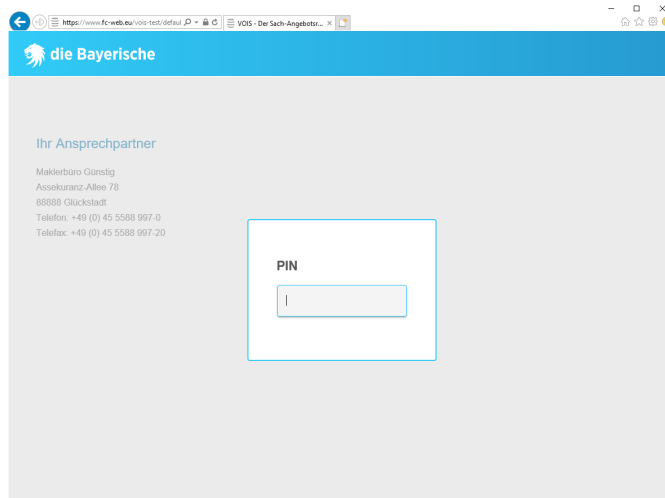 https://www.fc-web.eu/vois-test/defaul
VOIS - Der Sach-Angebotsr...
die Bayerische
Ihr Ansprechpartner
Maklerbüro Günstig
Assekuranz-Allee 78
88888 Glückstadt
Telefon: +49 (0) 45 5588 997-0
Telefax: +49 (0) 45 5588 997-20
PIN